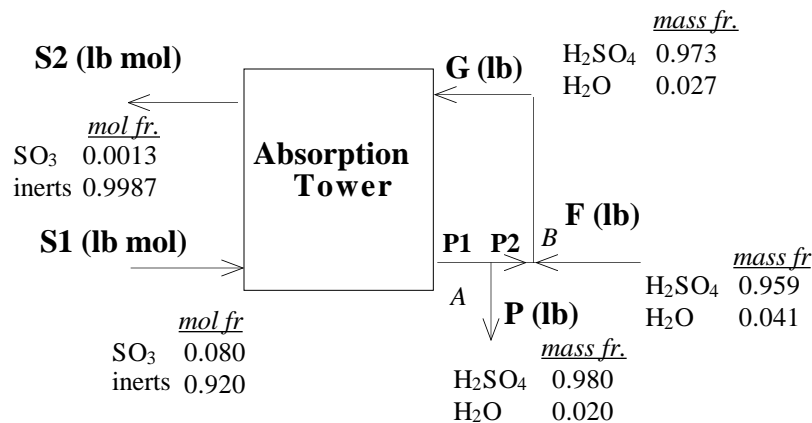 S2 (lb mol)
mol fr.
SO₃ 0.0013
inerts 0.9987
S1 (lb mol)
mol fr
SO₃ 0.080
inerts 0.920
Absorption
Tower
G (lb)
mass fr.
H₂SO₄ 0.973
H₂O 0.027
P1 P2 B
F (lb)
A
P (lb)
mass fr
H₂SO₄ 0.959
H₂O 0.041
mass fr.
H₂SO₄ 0.980
H₂O 0.020